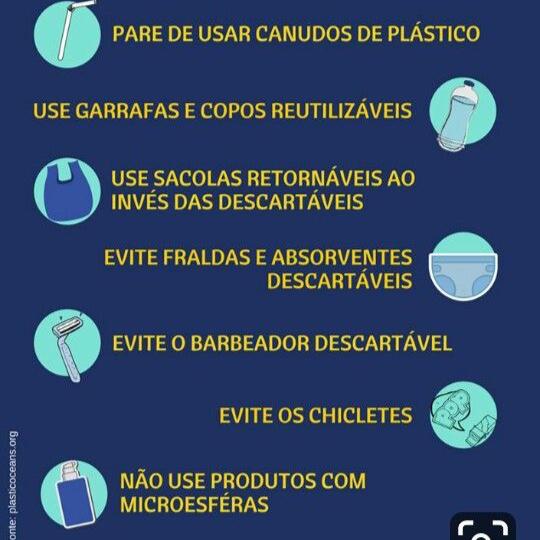 PARE DE USAR CANUDOS DE PLÁSTICO
USE GARRAFAS E COPOS REUTILIZÁVEIS
USE SACOLAS RETORNÁVEIS AO
INVÉS DAS DESCARTÁVEIS
EVITE FRALDAS E ABSORVENTES
DESCARTÁVEIS
EVITE O BARBEADOR DESCARTÁVEL
EVITE OS CHICLETES
NÃO USE PRODUTOS COM
MICROESFÉRAS
onte: plasticoceans.org